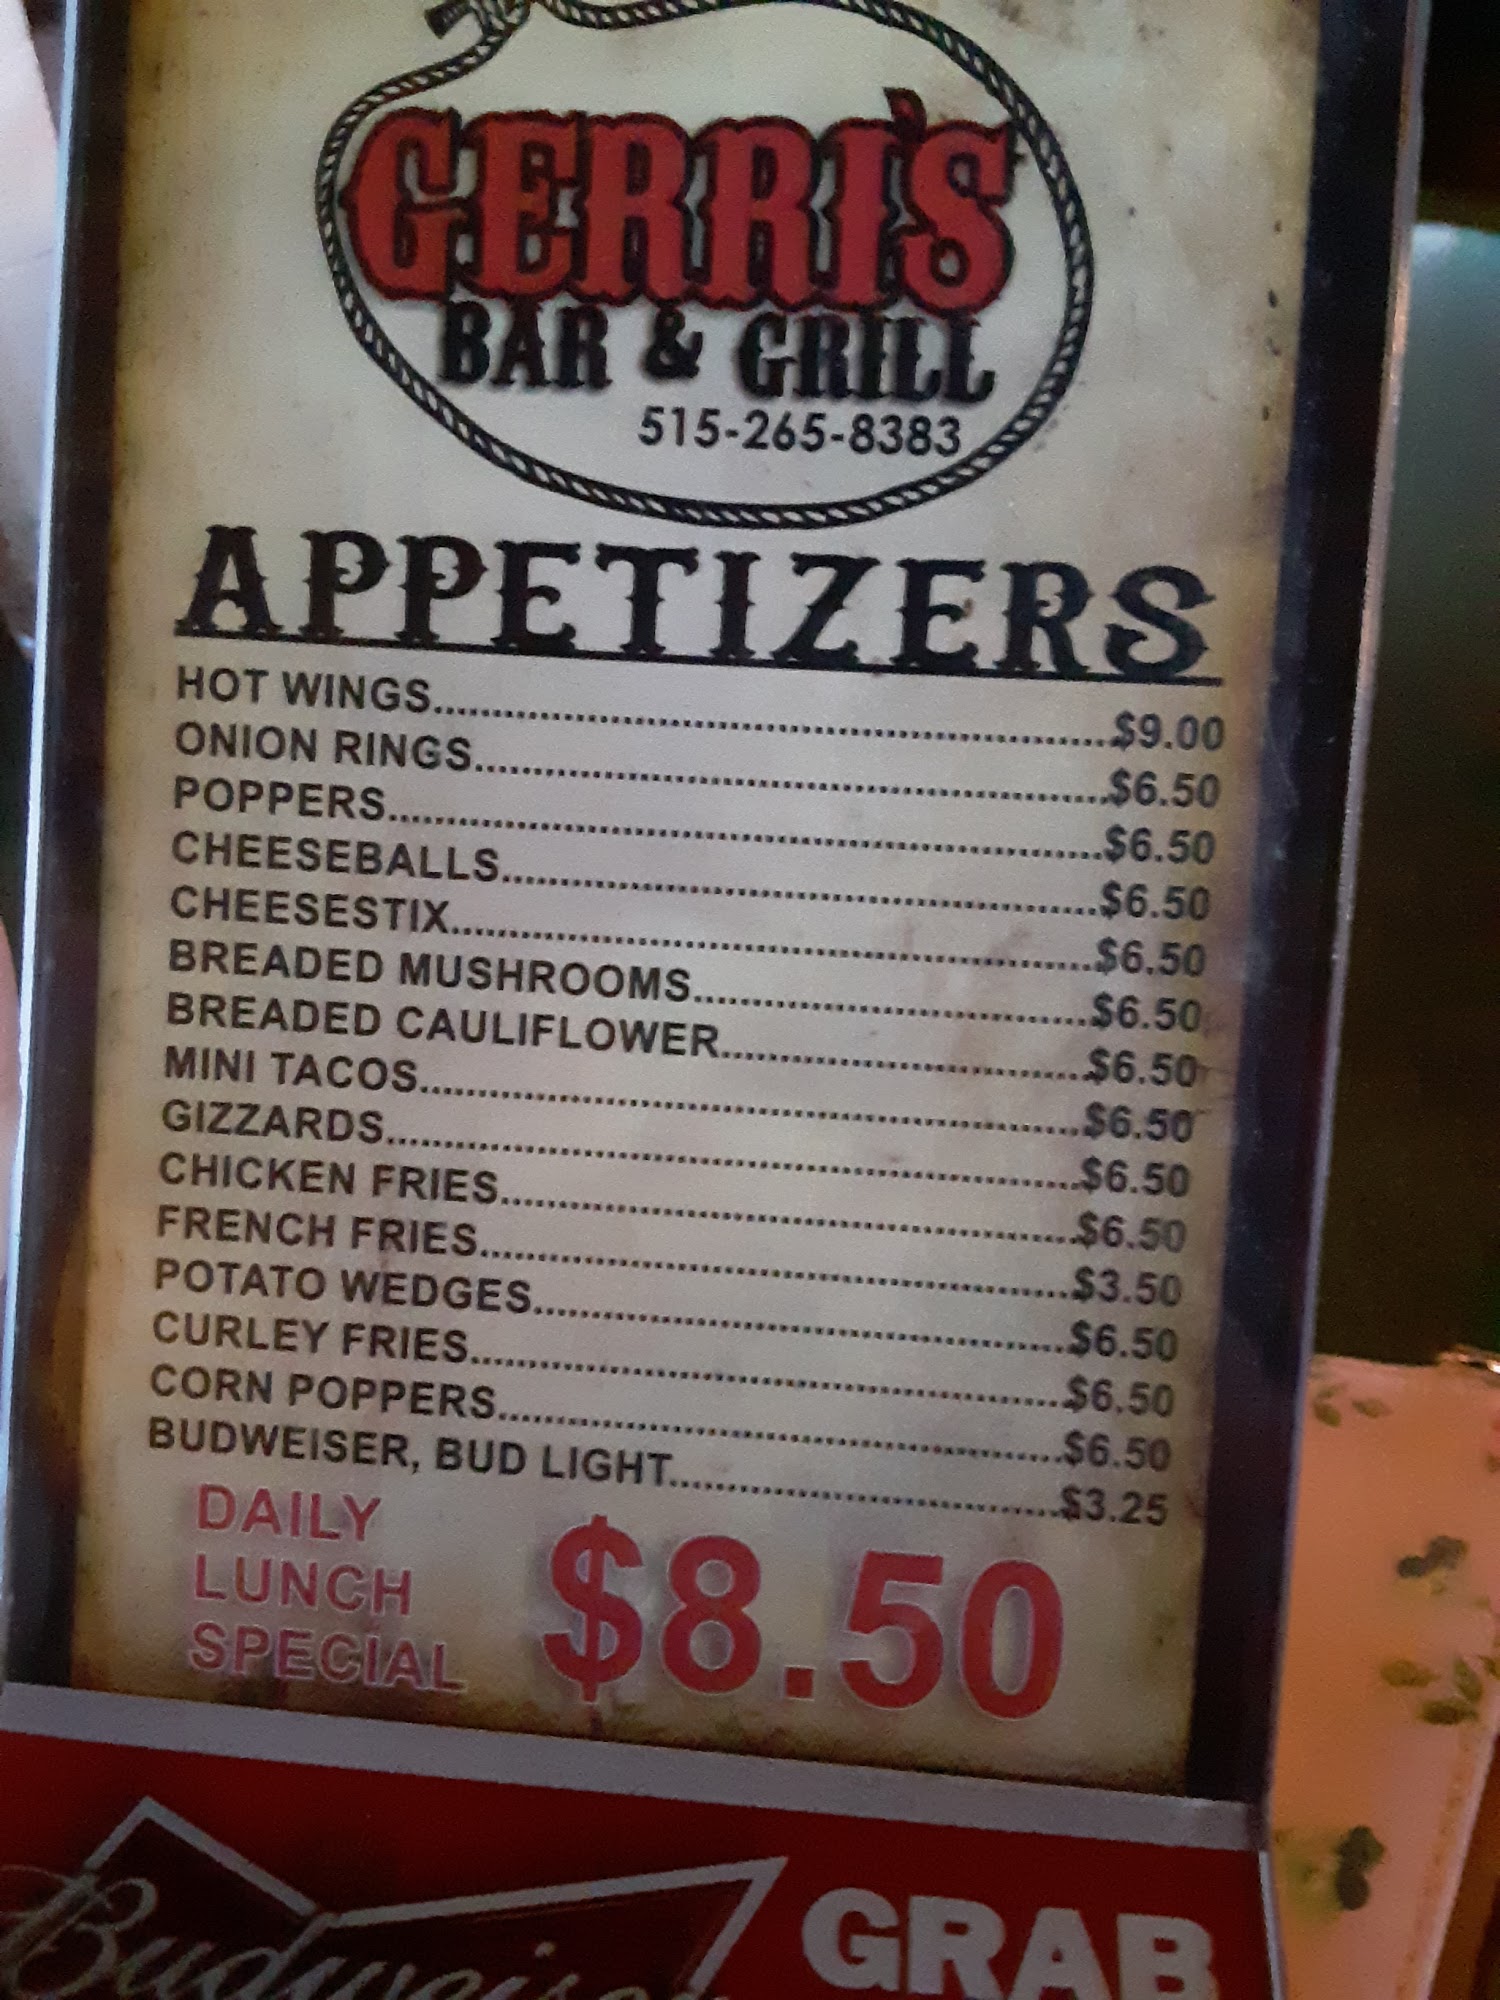 GERRI'S
BAR & GRILL
515-265-8383
APPETIZERS
HOT WINGS $9.00
ONION RINGS $6.50
POPPERS $6.50
CHEESEBALLS $6.50
CHEESESTIX $6.50
BREADED MUSHROOMS $6.50
BREADED CAULIFLOWER $6.50
MINI TACOS $6.50
GIZZARDS $6.50
CHICKEN FRIES $6.50
FRENCH FRIES $3.50
POTATO WEDGES $6.50
CURLEY FRIES $6.50
CORN POPPERS $6.50
BUDWEISER, BUD LIGHT $3.25
DAILY
LUNCH
SPECIAL
$8.50
Budweiser
GRAB